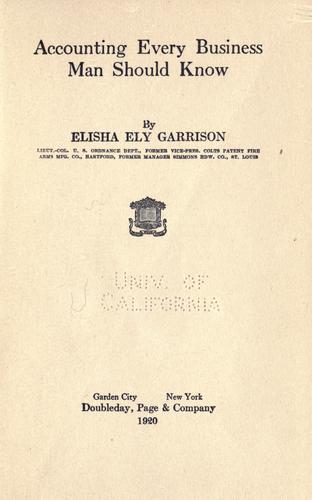 Accounting Every Business
Man Should Know
By
ELISHA ELY GARRISON
LIEUT.-COL. U. S. ORDNANCE DEPT., FORMER VICE-PRES. COLTS PATENT FIRE
ARMS MFG. CO., HARTFORD, FORMER MANAGER SIMMONS HDW. CO., ST. LOUIS
UNIV. OF
CALIFORNIA
Garden City New York
Doubleday, Page & Company
1920